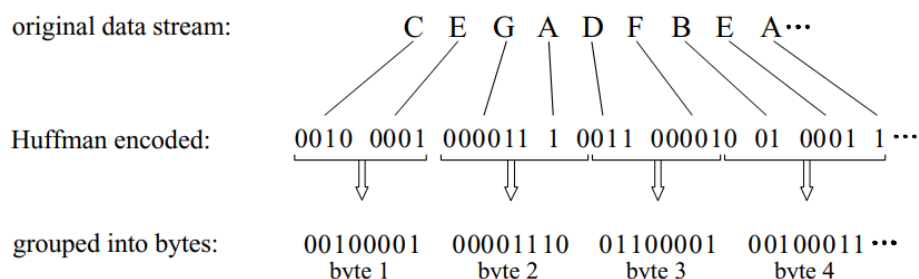 original data stream: C E G A D F B E A•••
Huffman encoded: 0010 0001 000011 1 0011 000010 01 0001 1 •••
grouped into bytes: 00100001 00001110 01100001 00100011 •••
byte 1 byte 2 byte 3 byte 4